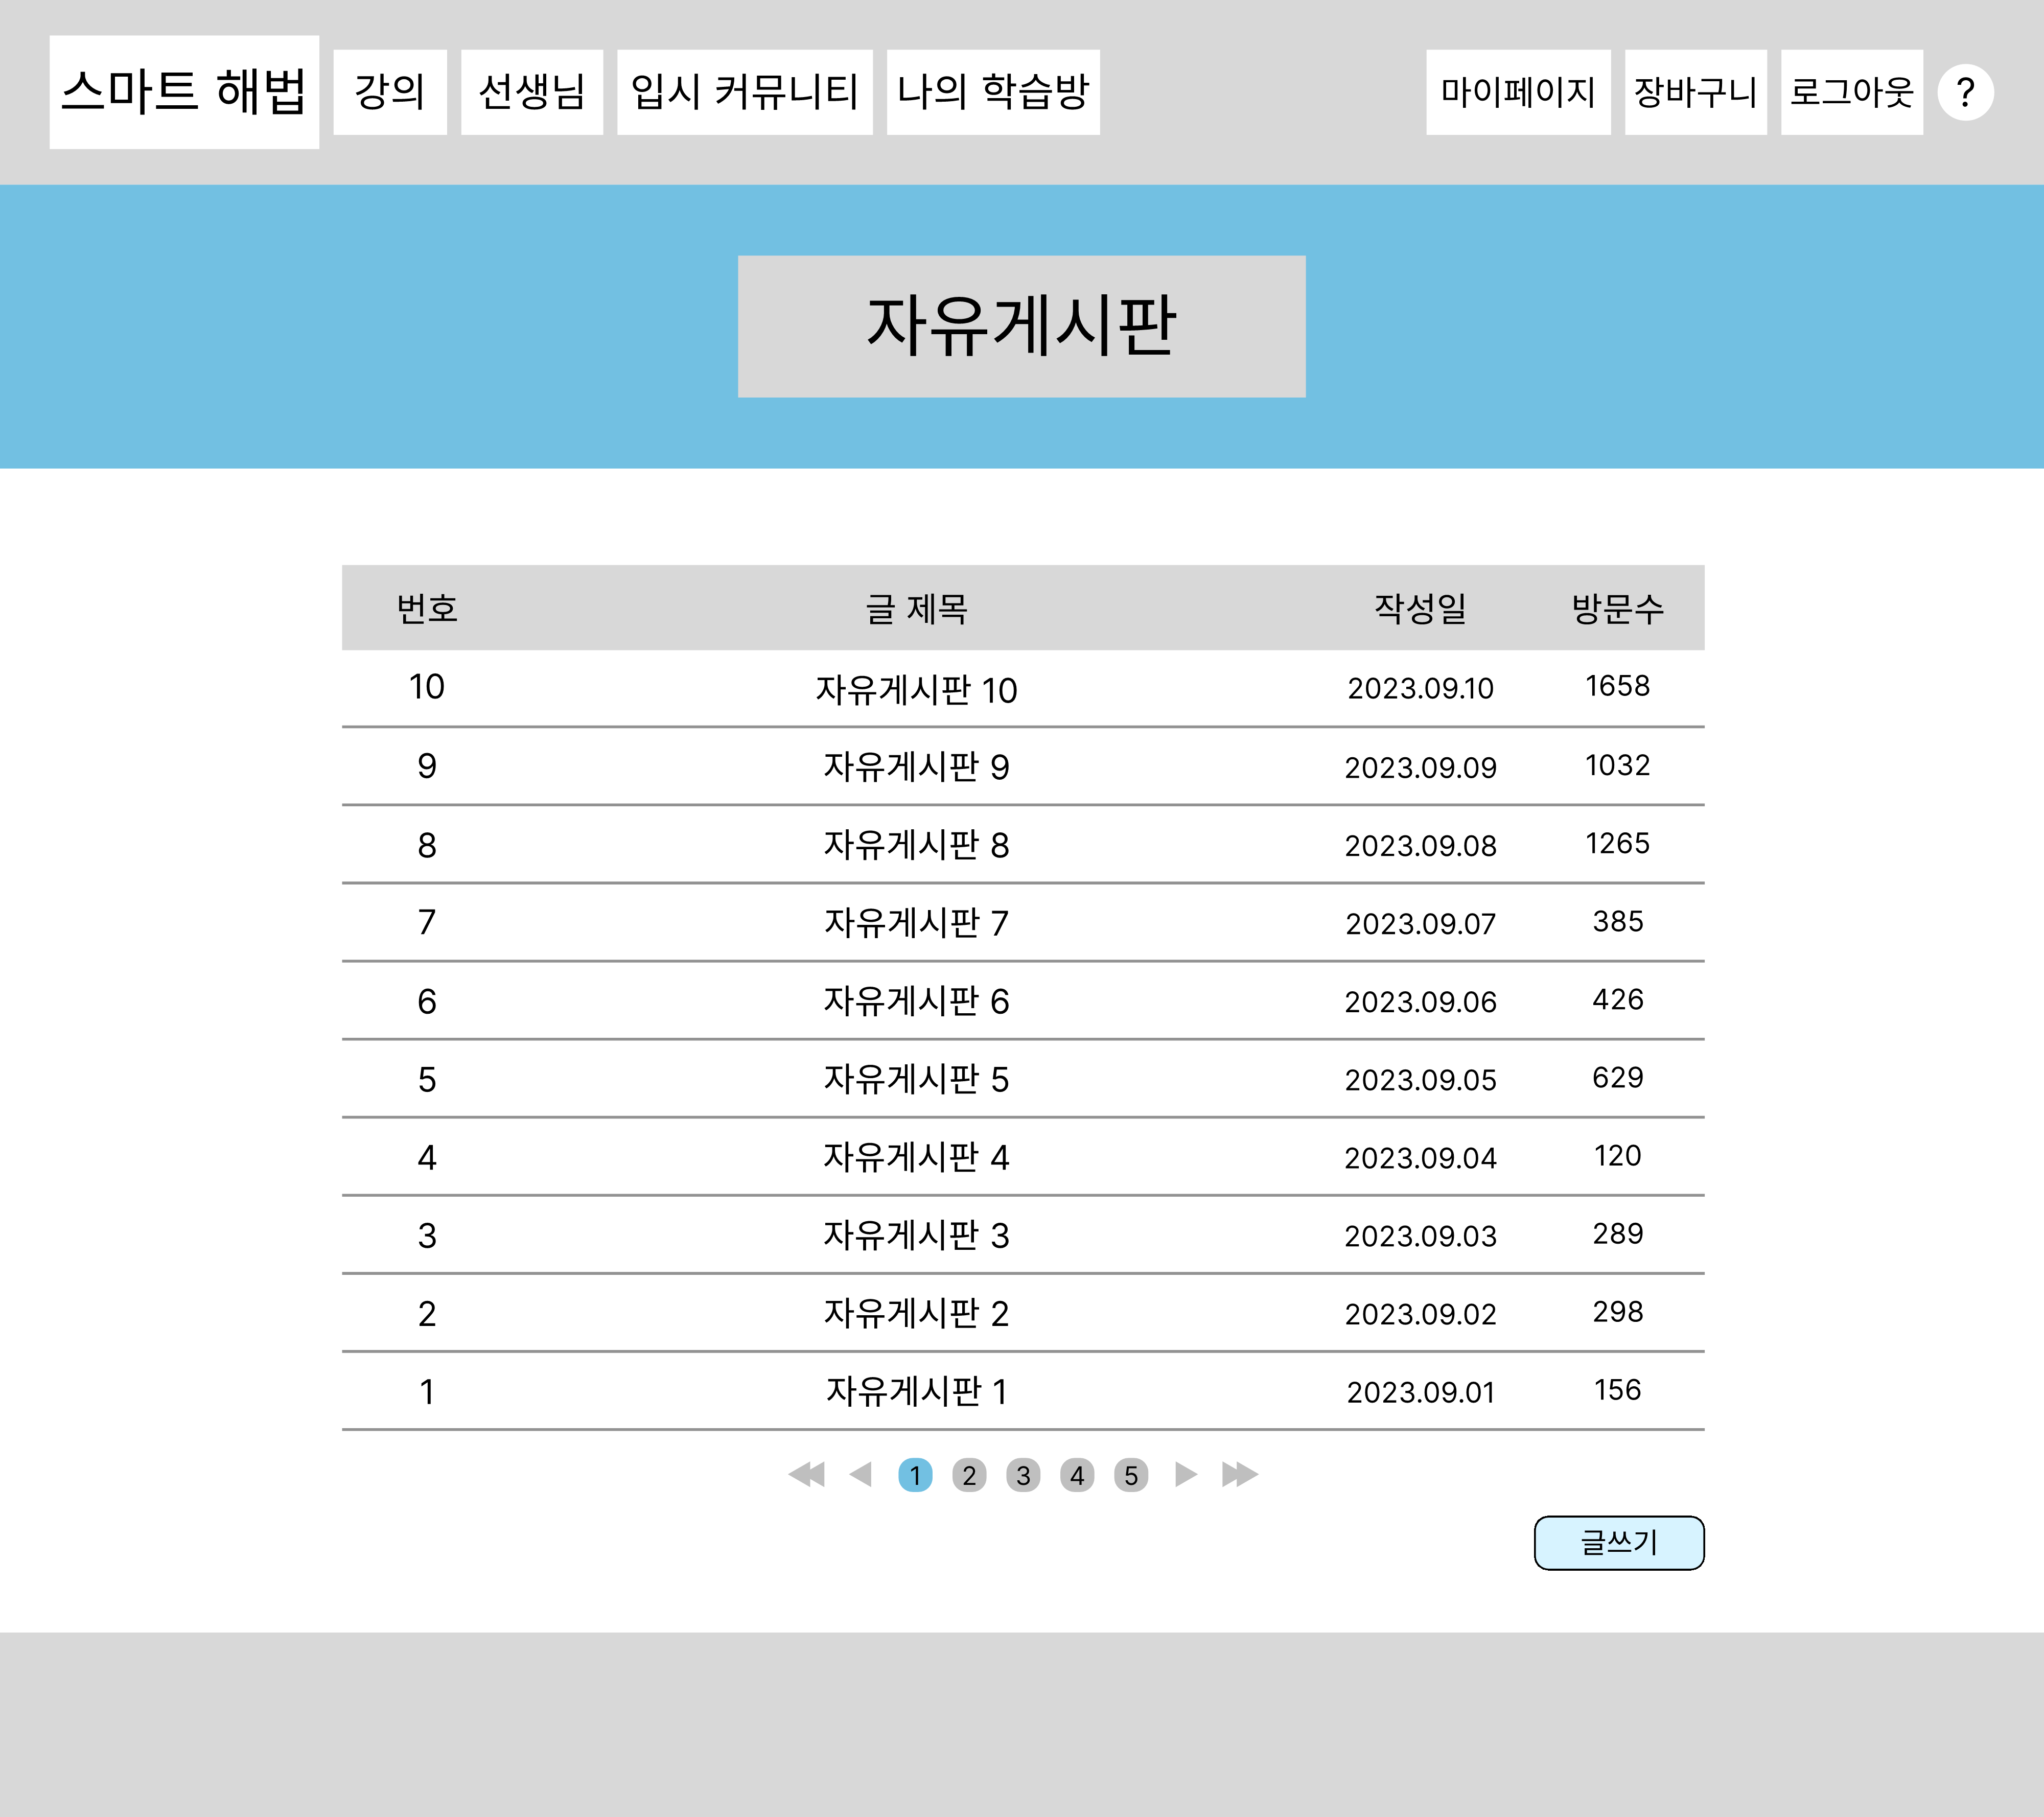 스마트 해법 강의 선생님 입시 커뮤니티 나의 학습방 마이페이지 장바구니 로그아웃 ?
자유게시판
번호 글 제목 작성일 방문수
10 자유게시판 10 2023.09.10 1658
9 자유게시판 9 2023.09.09 1032
8 자유게시판 8 2023.09.08 1265
7 자유게시판 7 2023.09.07 385
6 자유게시판 6 2023.09.06 426
5 자유게시판 5 2023.09.05 629
4 자유게시판 4 2023.09.04 120
3 자유게시판 3 2023.09.03 289
2 자유게시판 2 2023.09.02 298
1 자유게시판 1 2023.09.01 156
1 2 3 4 5
글쓰기